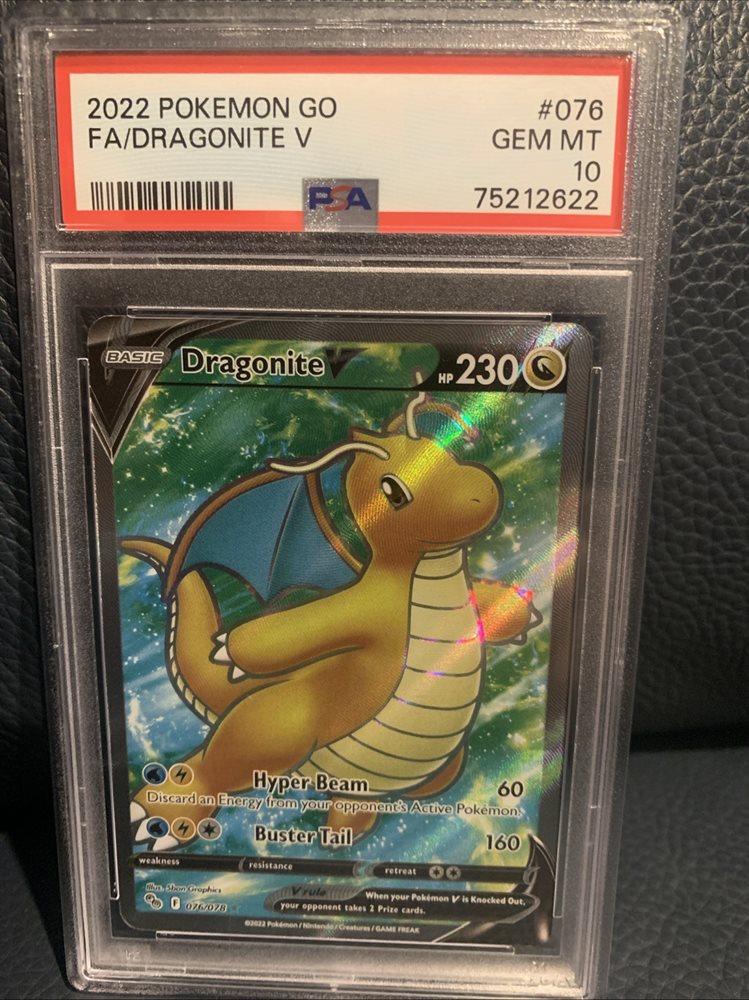 2022 POKEMON GO #076
FA/DRAGONITE V GEM MT
10
PSA 75212622
BASIC Dragonite V HP 230
Hyper Beam 60
Discard an Energy from your opponent's Active Pokémon.
Buster Tail 160
weakness resistance retreat
Illus. 5ban Graphics
F 076/078
V rule When your Pokémon V is Knocked Out,
your opponent takes 2 Prize cards.
©2022 Pokémon / Nintendo / Creatures / GAME FREAK